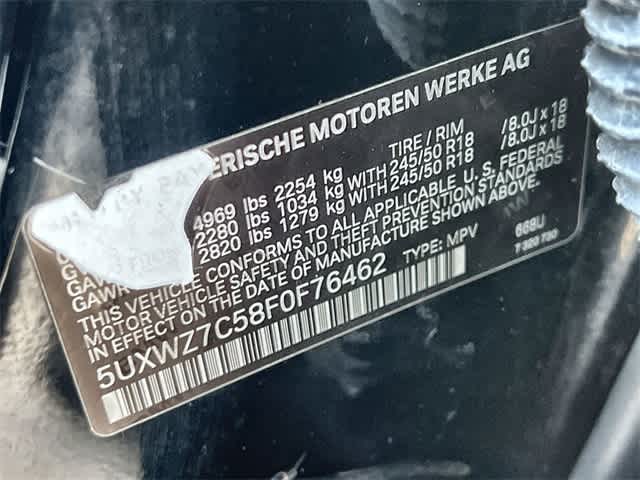 ERISCHE MOTOREN WERKE AG
TIRE / RIM
4969 lbs 2254 kg
2280 lbs 1034 kg WITH 245/50 R18 /8.0J x 18
GAWR 2820 lbs 1279 kg WITH 245/50 R18 /8.0J x 18
THIS VEHICLE CONFORMS TO ALL APPLICABLE U. S. FEDERAL
MOTOR VEHICLE SAFETY AND THEFT PREVENTION STANDARDS
IN EFFECT ON THE DATE OF MANUFACTURE SHOWN ABOVE.
5UXWZ7C58F0F76462 TYPE: MPV 668U
T 320 730